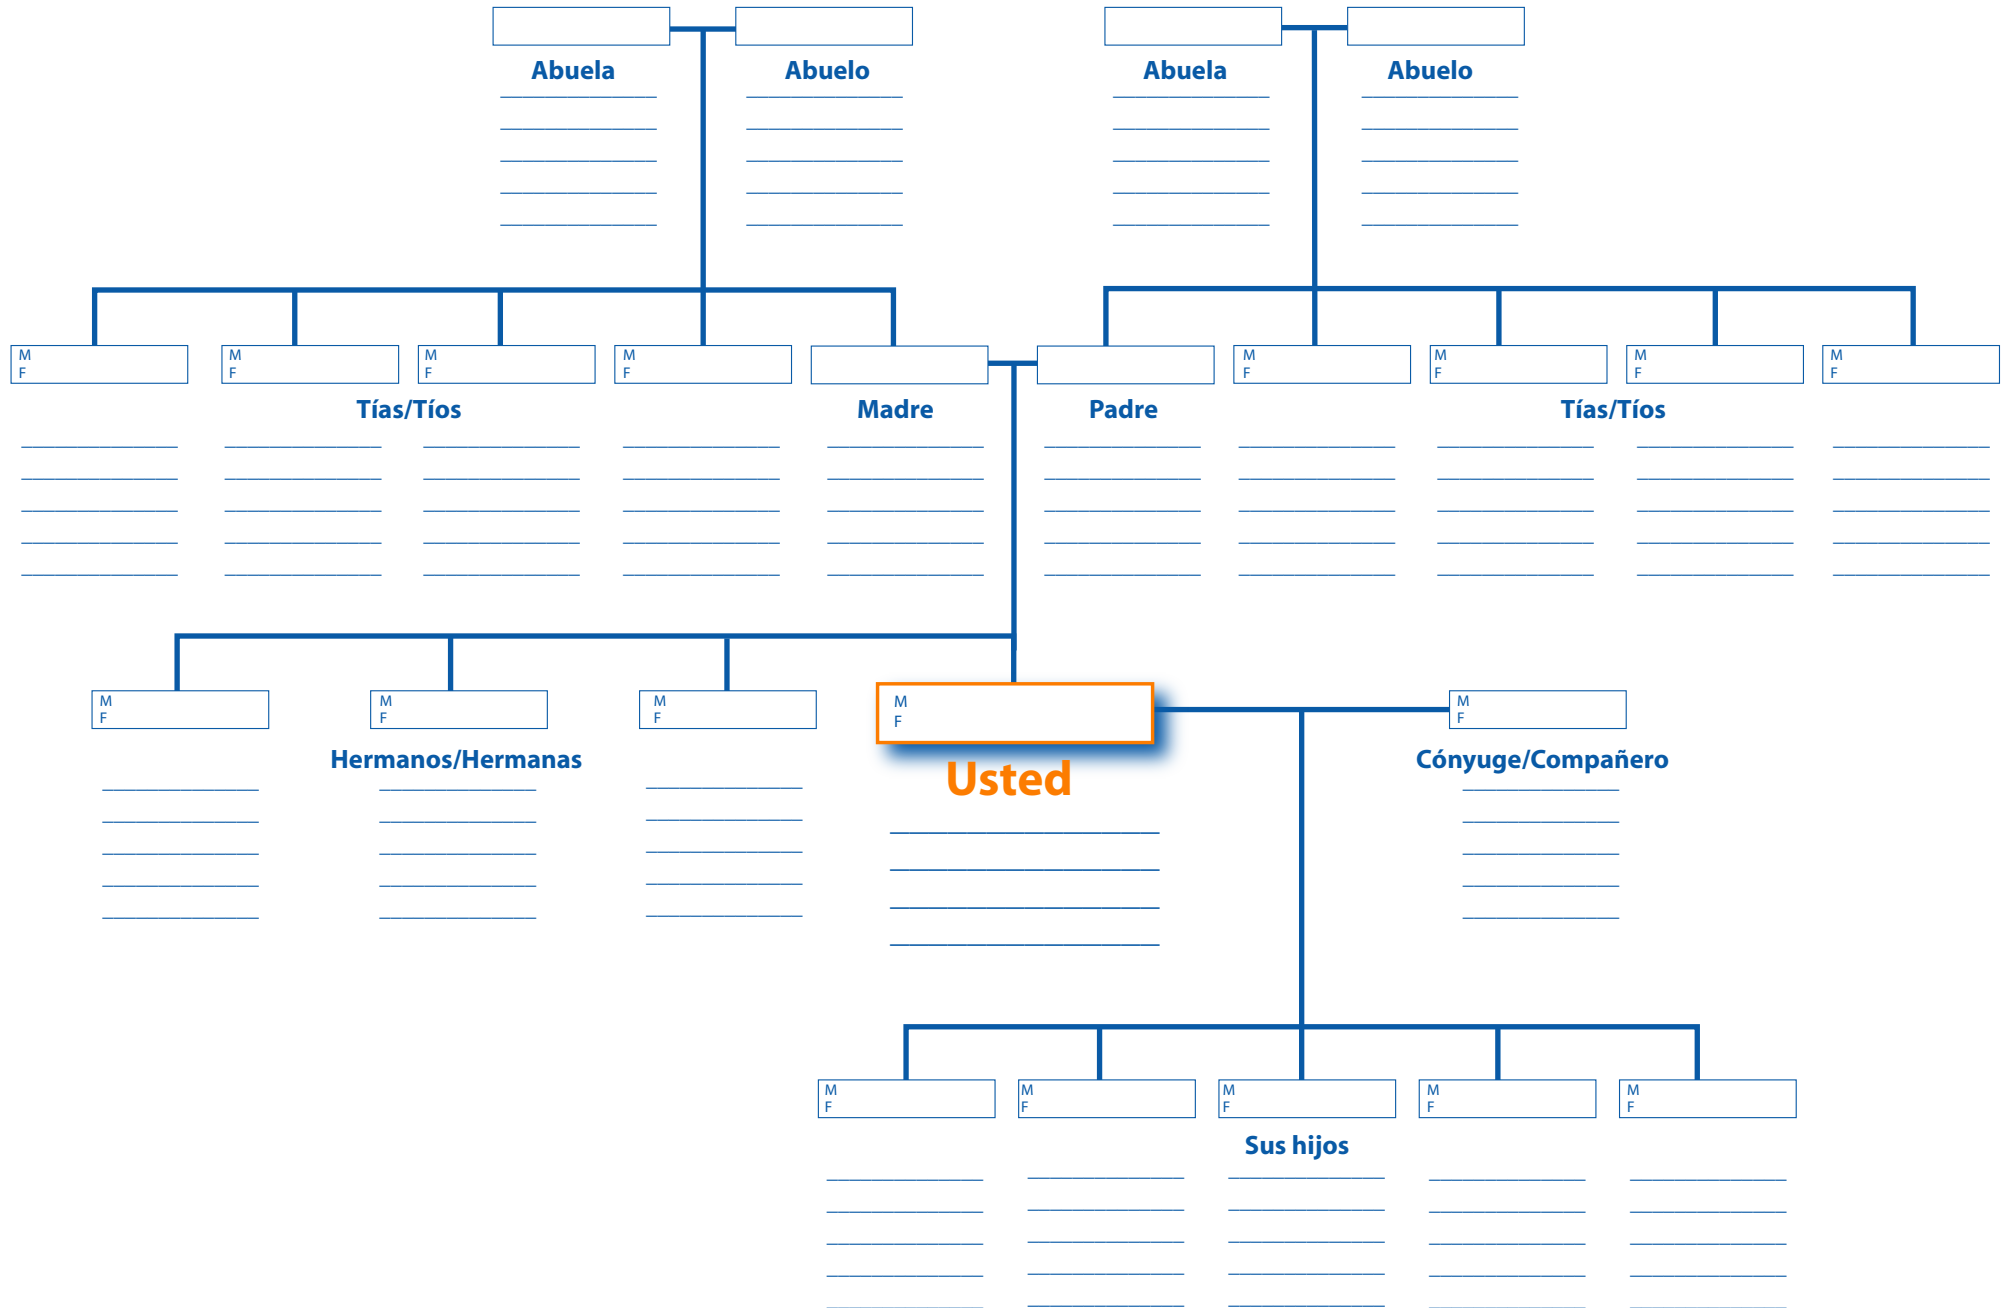 Abuela Abuelo Abuela Abuelo
M M M M M M M M
F F F F F F F F
Tías/Tíos Madre Padre Tías/Tíos
M M M M M
F F F F F
Hermanos/Hermanas Usted Cónyuge/Compañero
M M M M M
F F F F F
Sus hijos